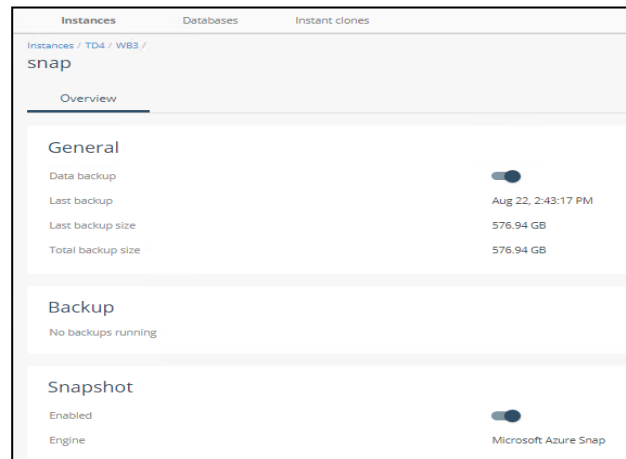 Instances Databases Instant clones
Instances / TD4 / WB3 /
snap
Overview
General
Data backup
Last backup Aug 22, 2:43:17 PM
Last backup size 576.94 GB
Total backup size 576.94 GB
Backup
No backups running
Snapshot
Enabled
Engine Microsoft Azure Snap